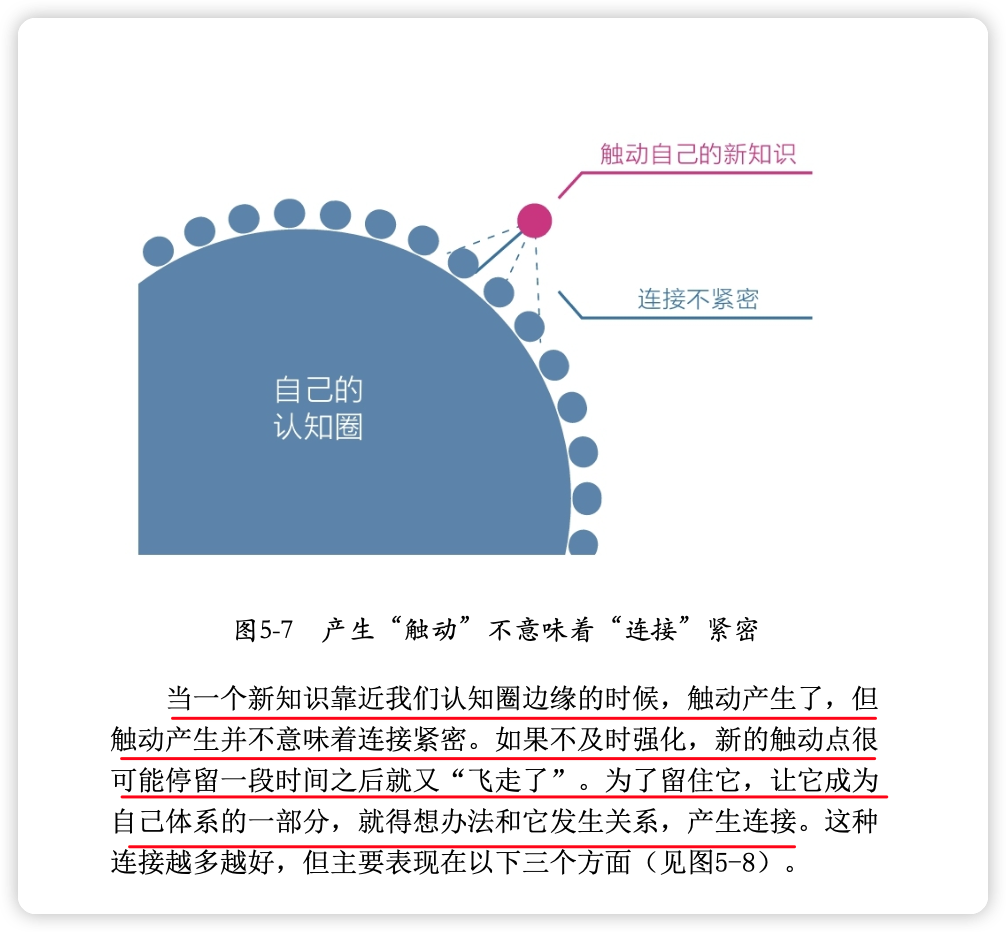 触动自己的新知识
连接不紧密
自己的
认知圈
图5-7 产生“触动”不意味着“连接”紧密
当一个新知识靠近我们认知圈边缘的时候，触动产生了，但
触动产生并不意味着连接紧密。如果不及时强化，新的触动点很
可能停留一段时间之后就又“飞走了”。为了留住它，让它成为
自己体系的一部分，就得想办法和它发生关系，产生连接。这种
连接越多越好，但主要表现在以下三个方面（见图5-8）。